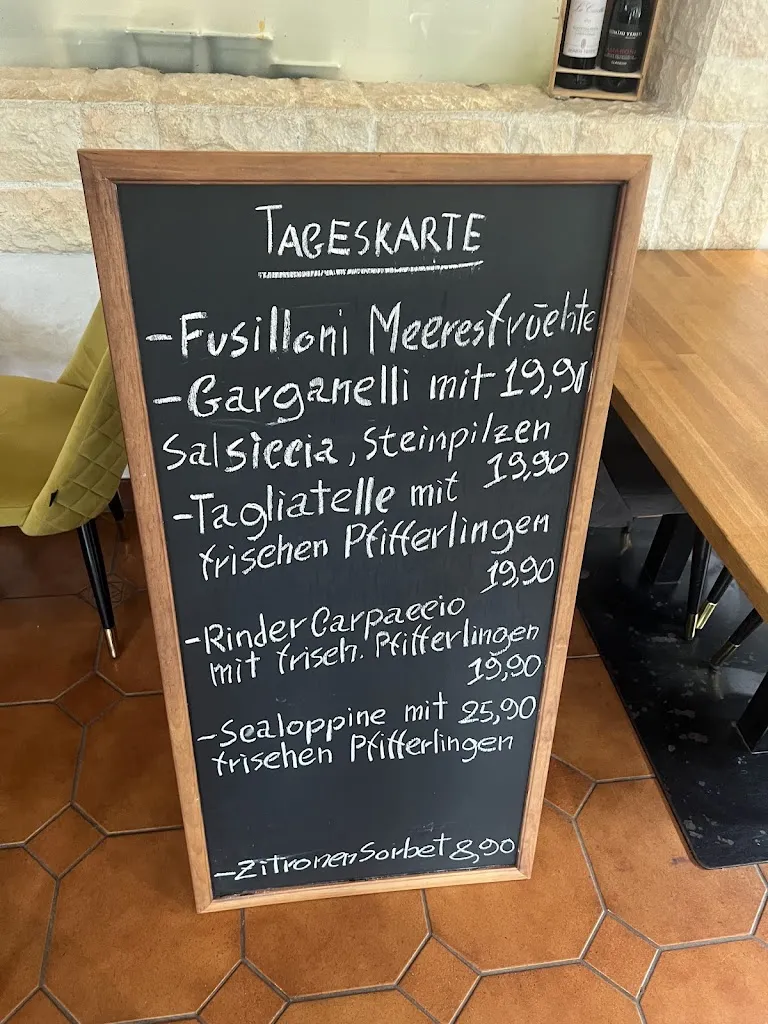 TAGESKARTE
-Fusilloni Meeresfrüchte
-Garganelli mit 19,90
Salsiccia, Steinpilzen
19,90
-Tagliatelle mit
frischen Pfifferlingen
19,90
-Rinder Carpaccio
mit frisch. Pfifferlingen
19,90
-Scaloppine mit 25,90
frischen Pfifferlingen
-Zitronen Sorbet 8,90